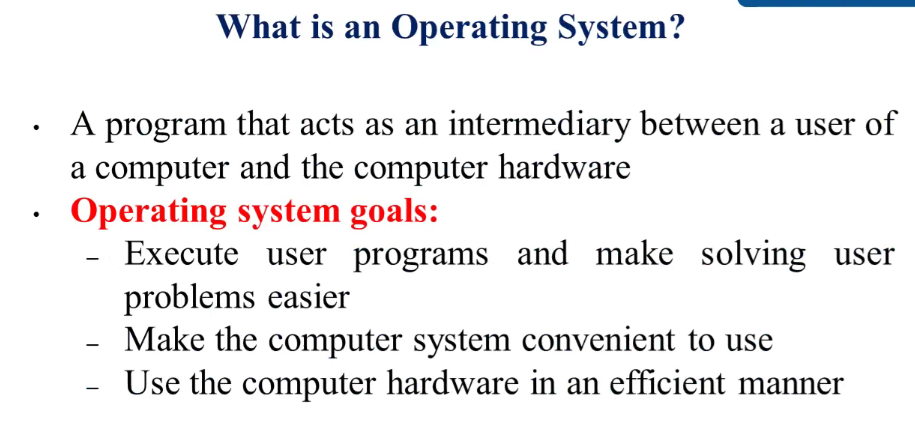 What is an Operating System?
• A program that acts as an intermediary between a user of
a computer and the computer hardware
• Operating system goals:
– Execute user programs and make solving user
problems easier
– Make the computer system convenient to use
– Use the computer hardware in an efficient manner